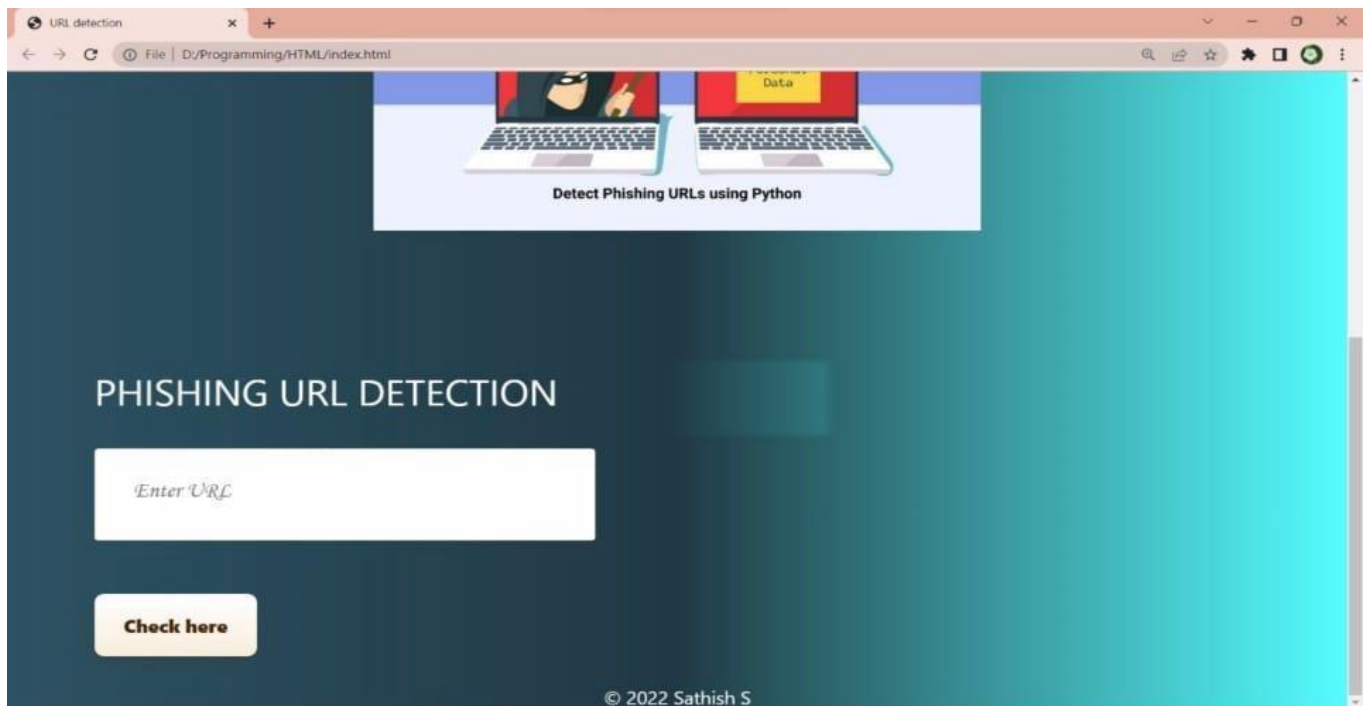 URL detection
File | D:/Programming/HTML/index.html
Data
Detect Phishing URLs using Python
PHISHING URL DETECTION
Enter URL
Check here
© 2022 Sathish S